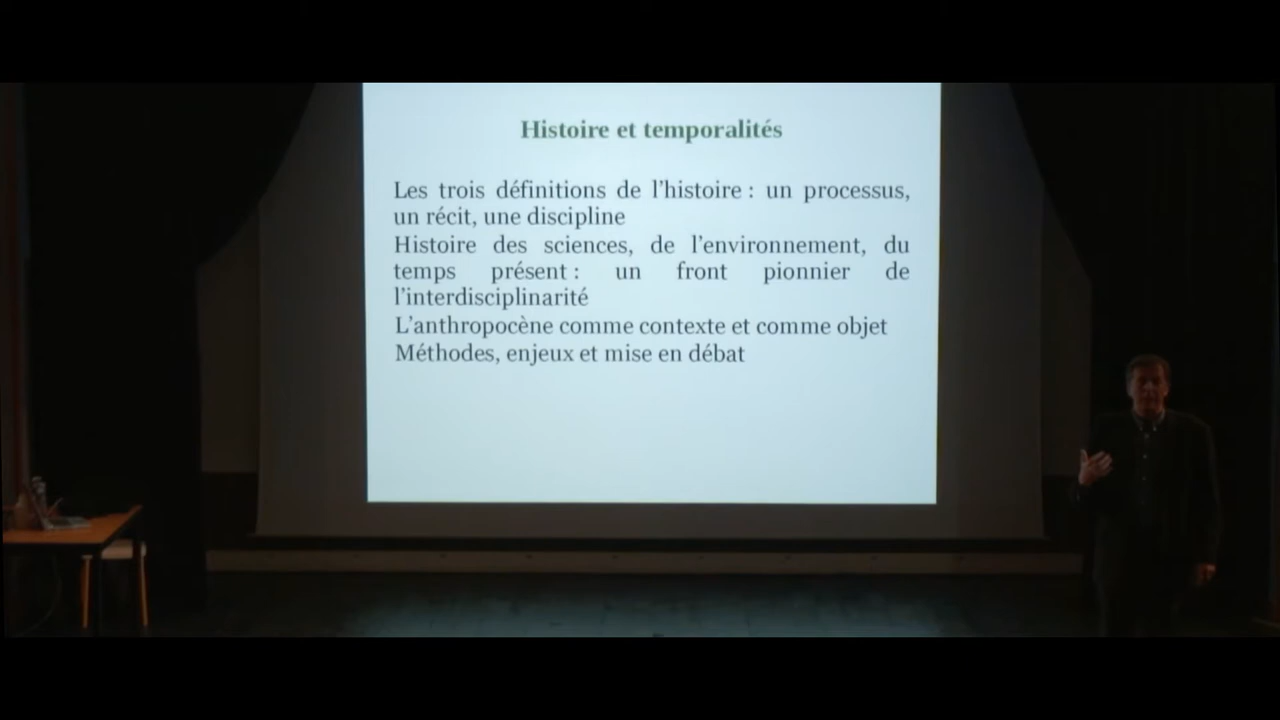 Histoire et temporalités
Les trois définitions de l’histoire : un processus,
un récit, une discipline
Histoire des sciences, de l’environnement, du
temps présent : un front pionnier de
l’interdisciplinarité
L’anthropocène comme contexte et comme objet
Méthodes, enjeux et mise en débat